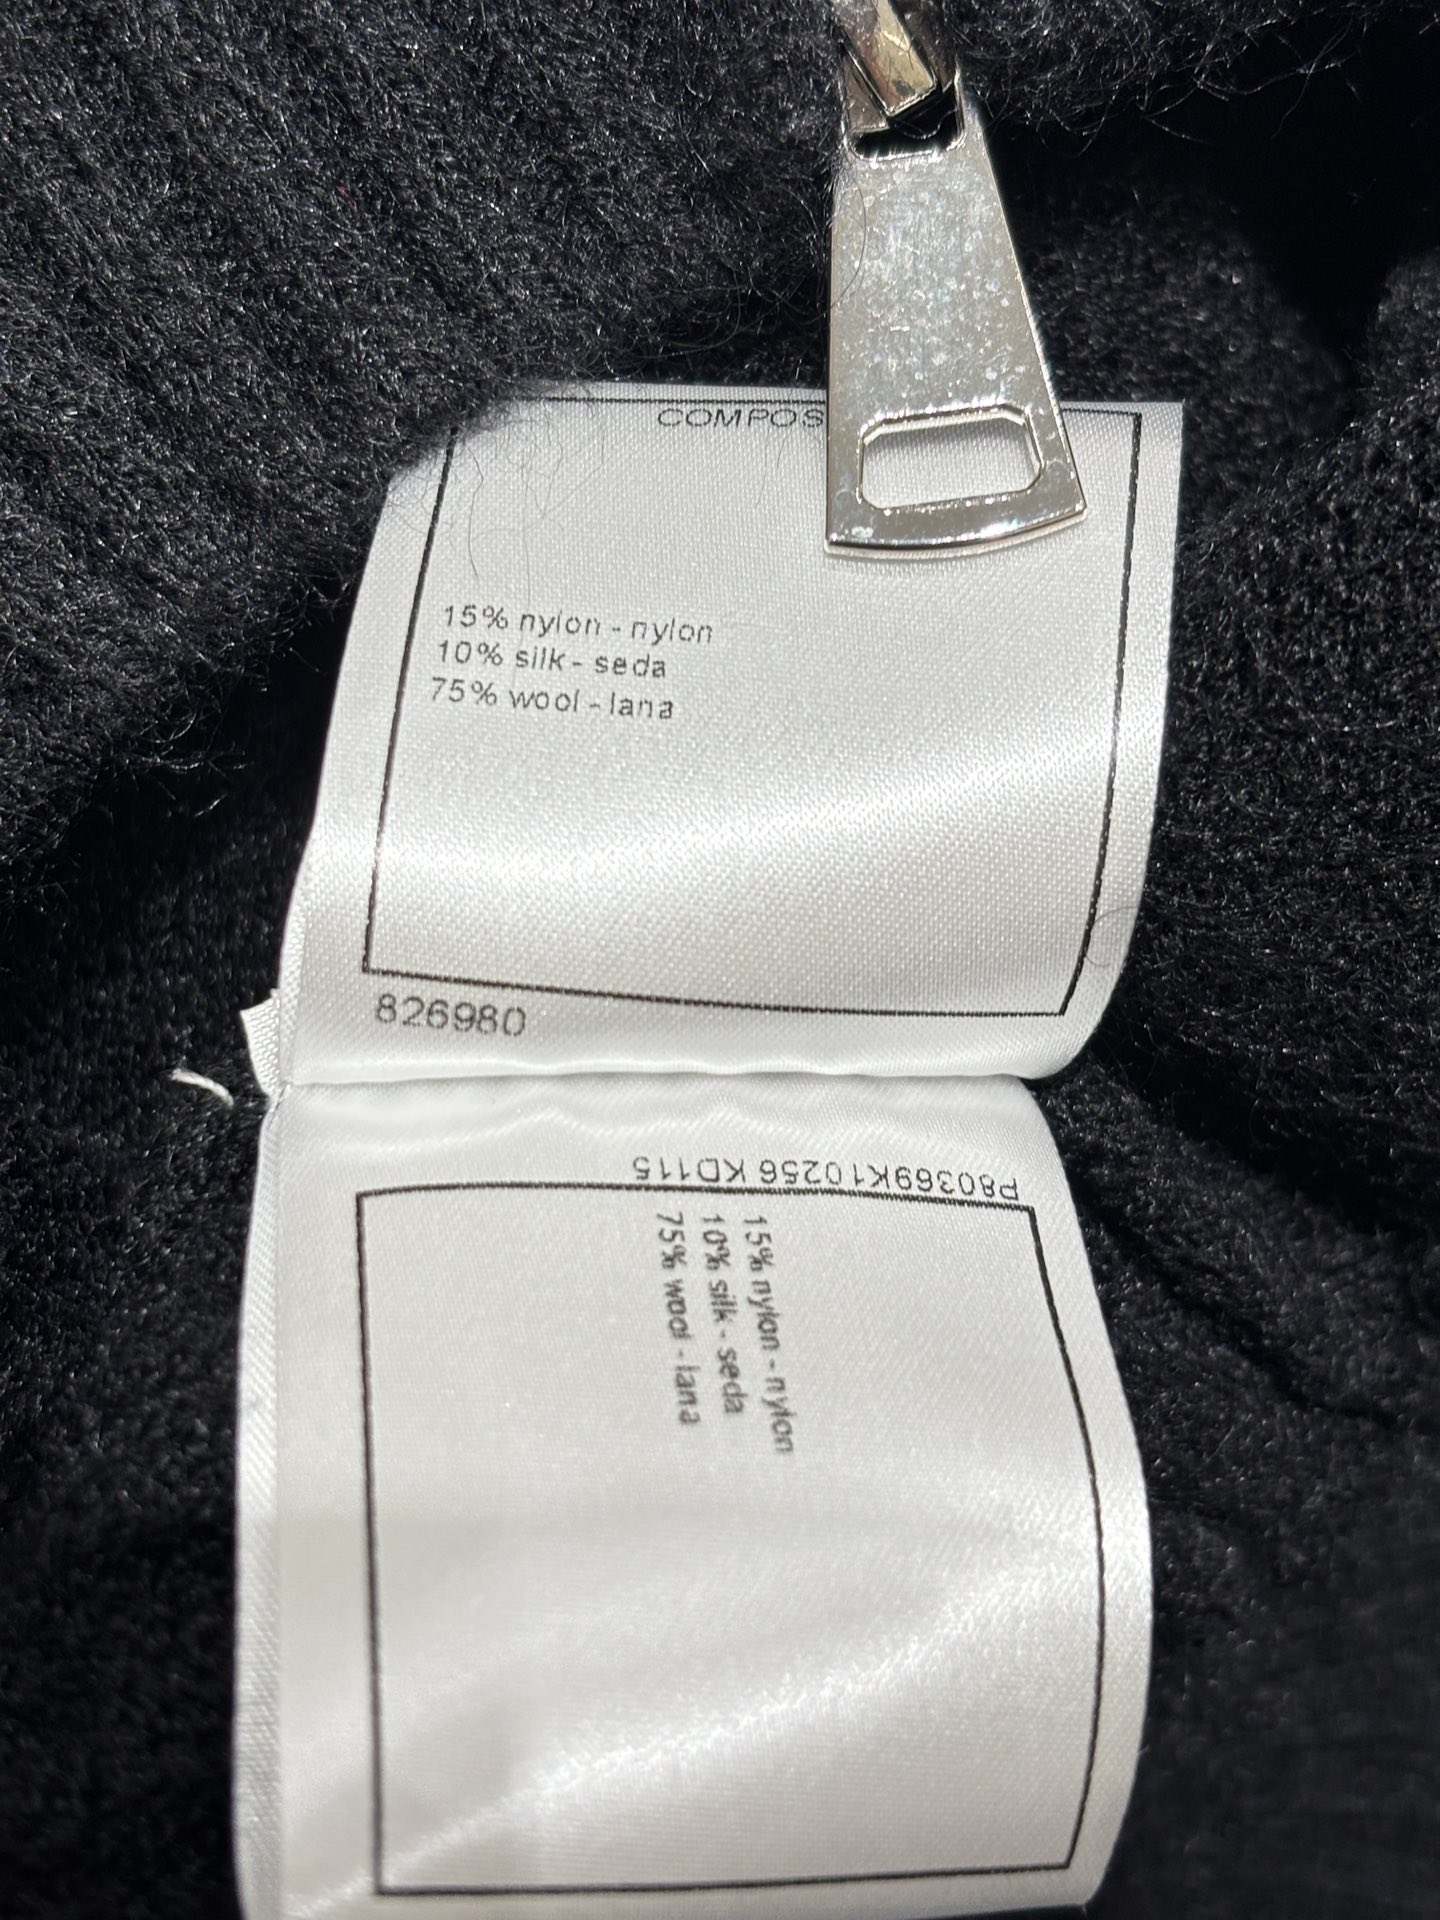 COMPOS
15% nylon - nylon
10% silk - seda
75% wool - lana
826980
P80369K10256 KD115
15% nylon - nylon
10% silk - seda
75% wool - lana